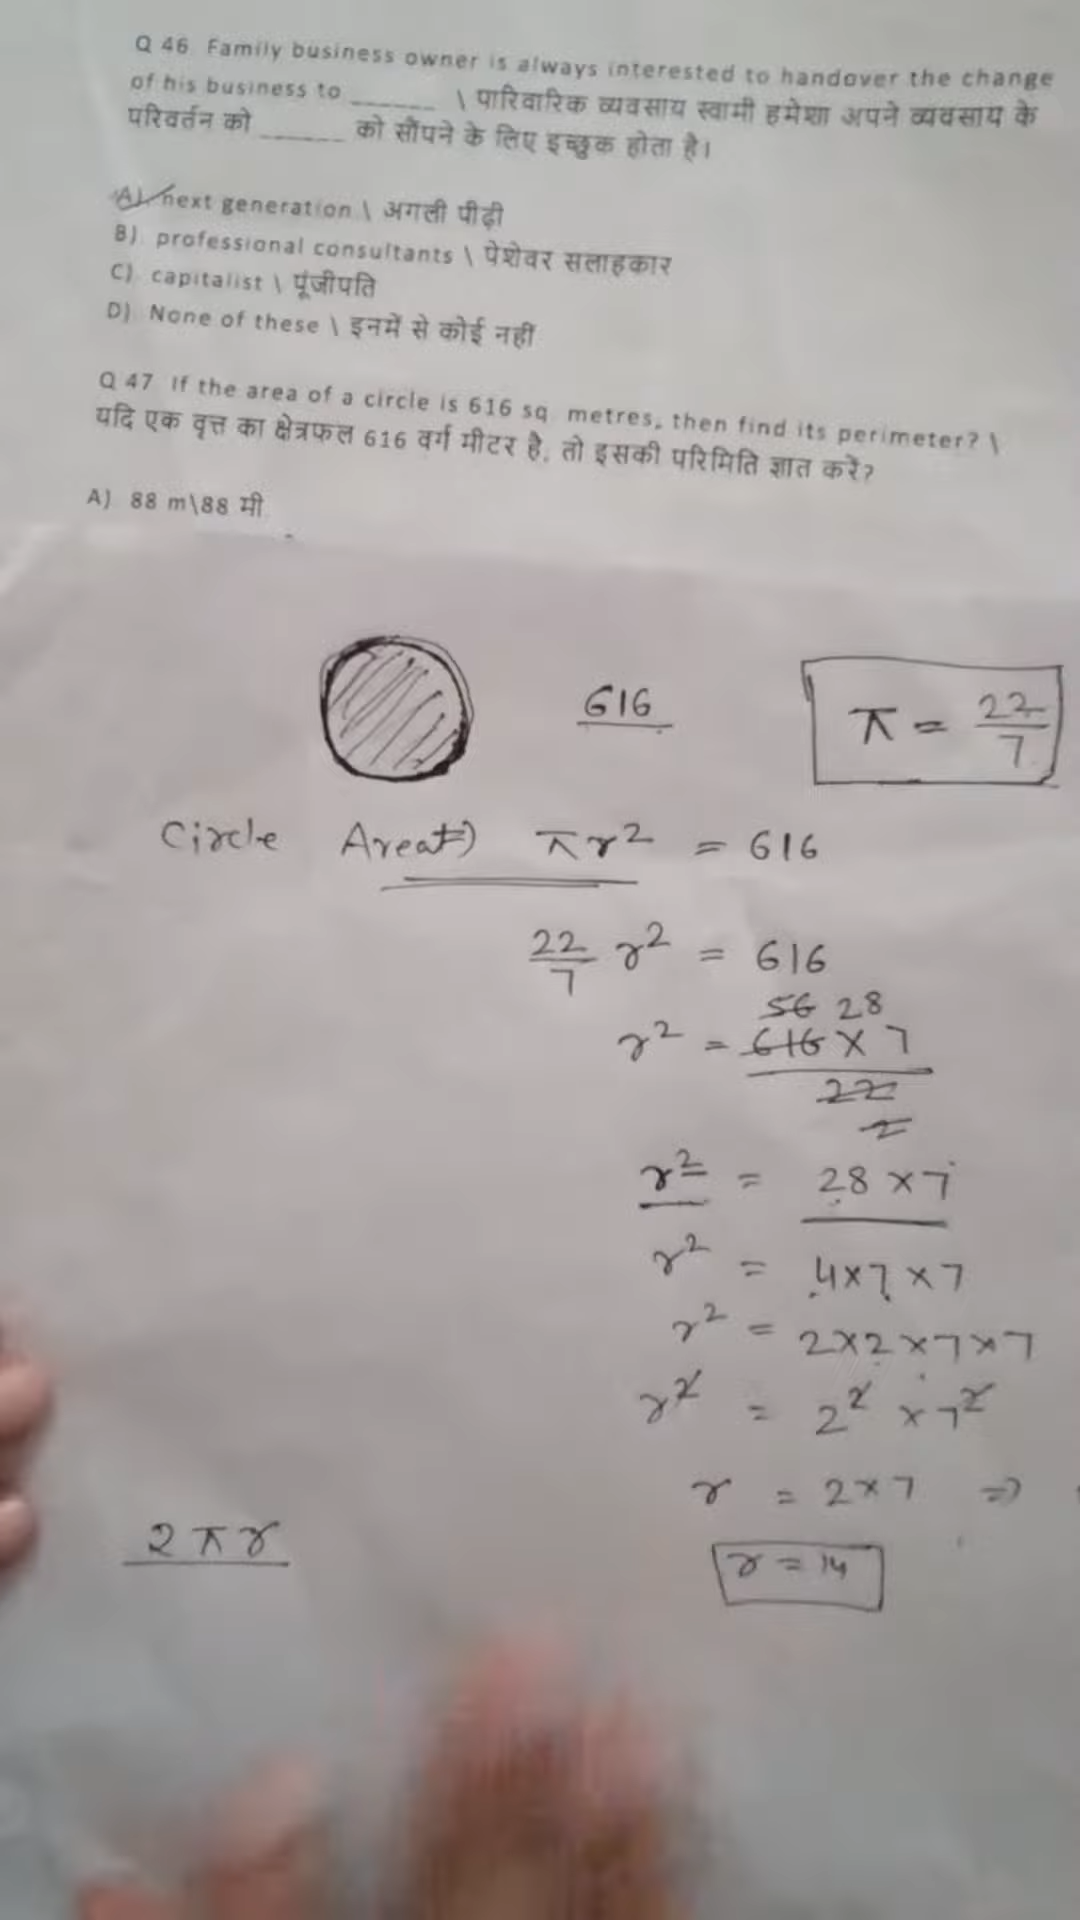 Q 46. Family business owner is always interested to handover the change
of his business to ______ \ पारिवारिक व्यवसाय स्वामी हमेशा अपने व्यवसाय के
परिवर्तन को ______ को सौंपने के लिए इच्छुक होता है।
A). next generation \ अगली पीढ़ी
B). professional consultants \ पेशेवर सलाहकार
C). capitalist \ पूंजीपति
D). None of these \ इनमें से कोई नहीं
Q 47. If the area of a circle is 616 sq. metres, then find its perimeter? \
यदि एक वृत्त का क्षेत्रफल 616 वर्ग मीटर है, तो इसकी परिमिति ज्ञात करें?
A). 88 m\88 मी.
616
π = 22/7
Circle Area ⇒ πr² = 616
22/7 r² = 616
56 28
r² = 616 × 7
22
2
r² = 28 × 7
r² = 4×7×7
r² = 2×2×7×7
r² = 2² × 7²
r = 2×7 ⇒
2πr
r = 14